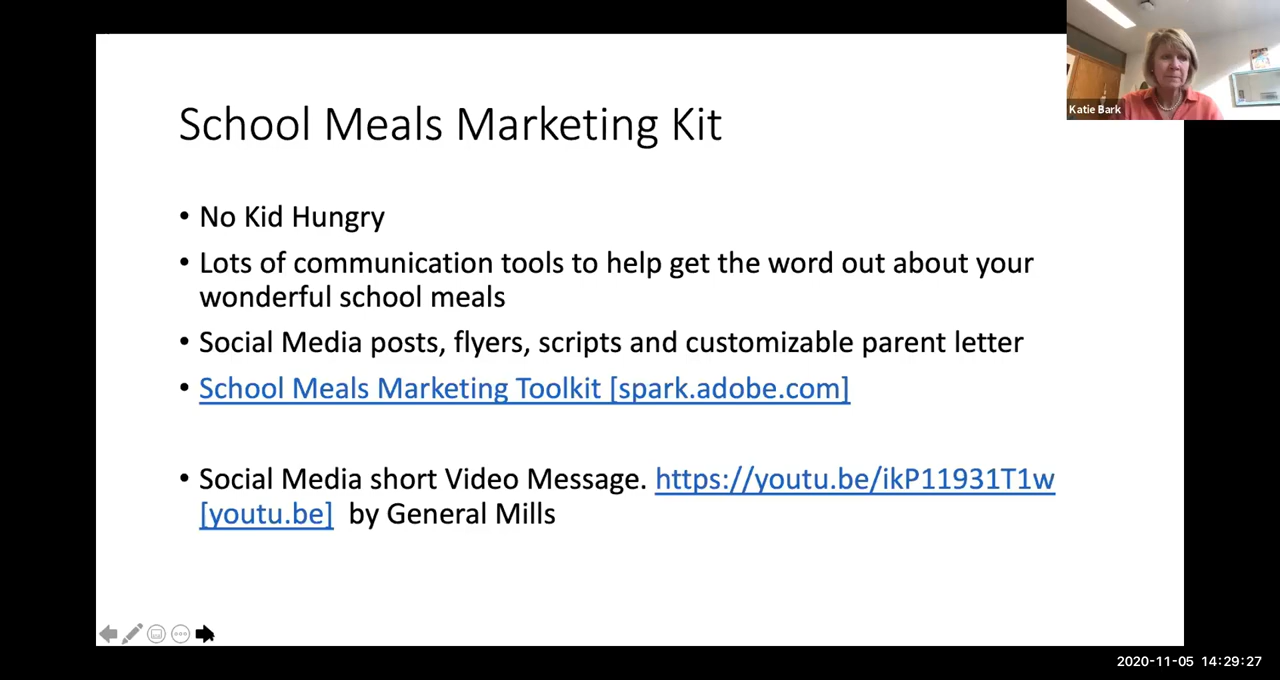 School Meals Marketing Kit
• No Kid Hungry
• Lots of communication tools to help get the word out about your
wonderful school meals
• Social Media posts, flyers, scripts and customizable parent letter
• School Meals Marketing Toolkit [spark.adobe.com]
• Social Media short Video Message. https://youtu.be/ikP11931T1w
[youtu.be] by General Mills
Katie Bark
2020-11-05 14:29:27